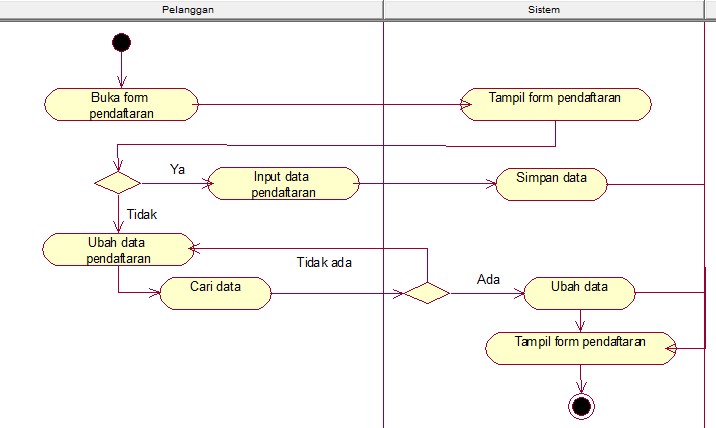 Pelanggan
Sistem
Buka form
pendaftaran
Tampil form pendaftaran
Ya
Input data
pendaftaran
Simpan data
Tidak
Ubah data
pendaftaran
Tidak ada
Cari data
Ada
Ubah data
Tampil form pendaftaran